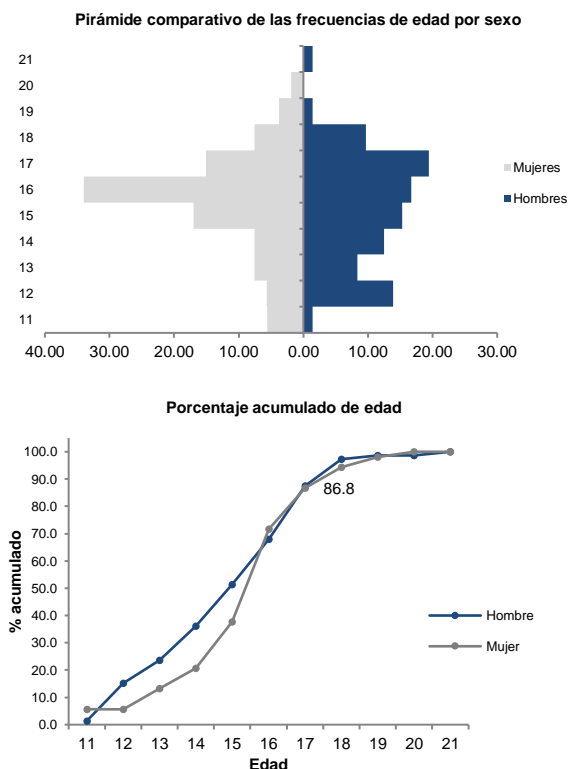 Pirámide comparativo de las frecuencias de edad por sexo
21
20
19
18
17
16
15
14
13
12
11
Mujeres
Hombres
40.00 30.00 20.00 10.00 0.00 10.00 20.00 30.00
Porcentaje acumulado de edad
100.0
90.0
80.0
70.0
60.0
50.0
40.0
30.0
20.0
10.0
0.0
% acumulado
86.8
Hombre
Mujer
11 12 13 14 15 16 17 18 19 20 21
Edad